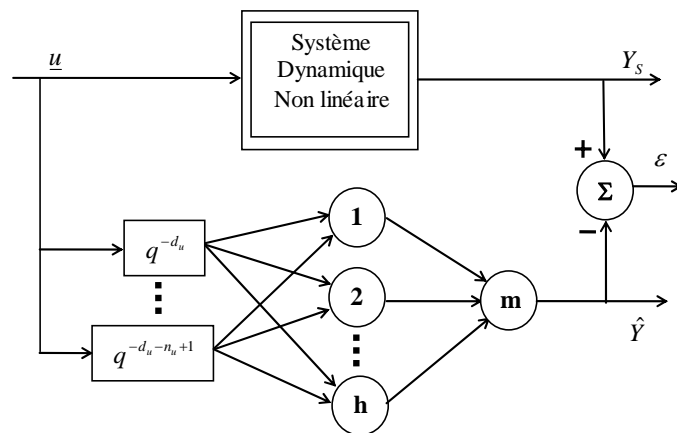 Système
Dynamique
Non linéaire
u
Y_S
+
ε
Σ
−
1
q^{-d_u}
2
m
Ŷ
q^{-d_u-n_u+1}
h